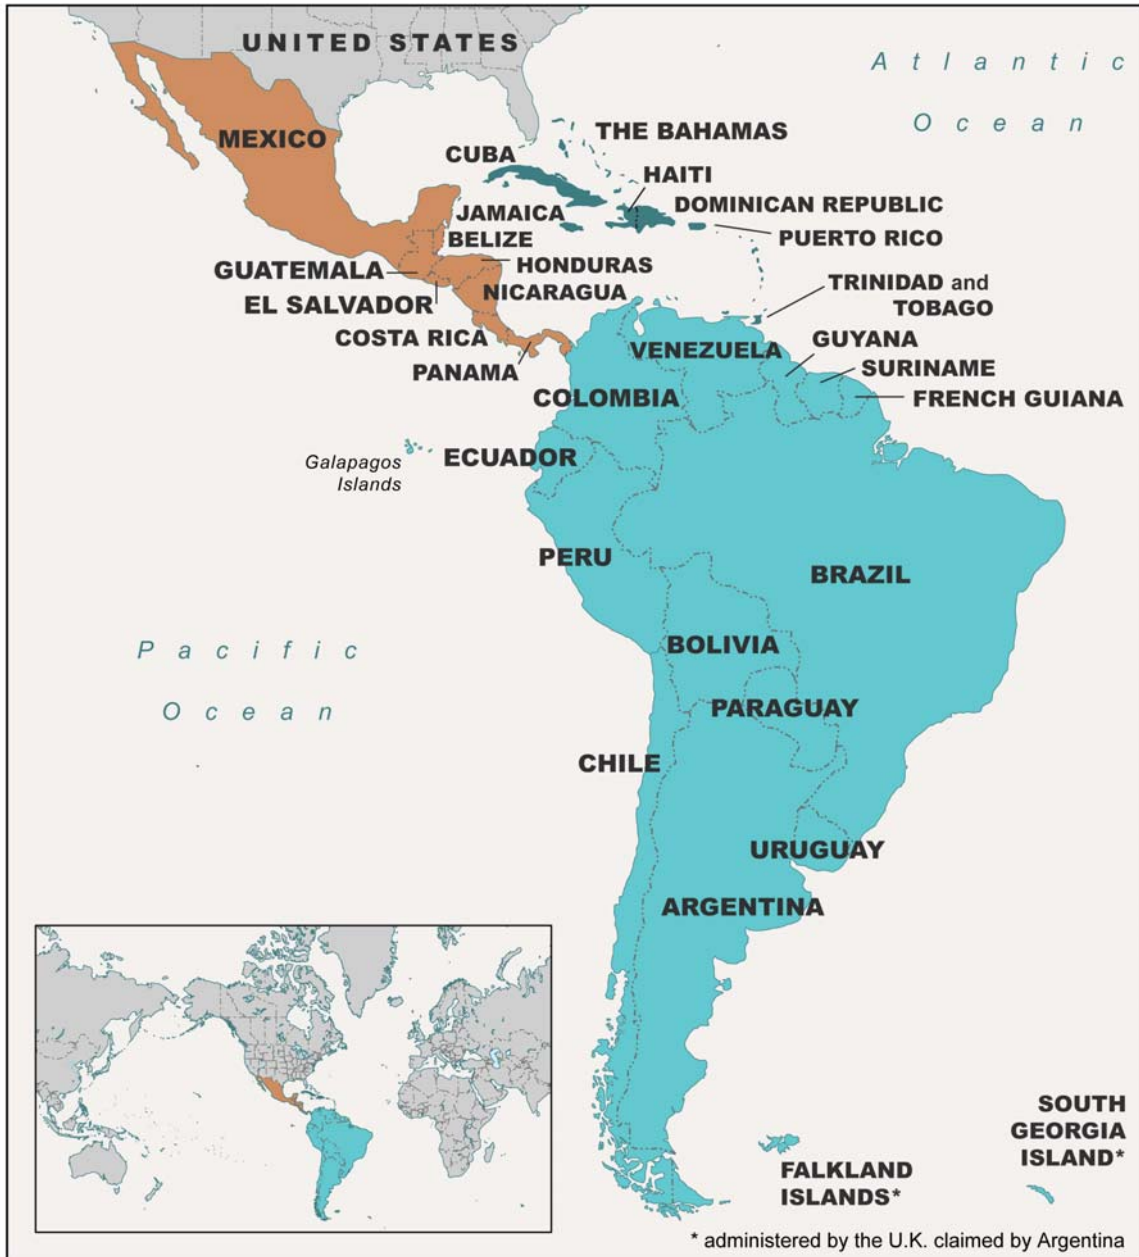 UNITED STATES
Atlantic
Ocean
MEXICO
THE BAHAMAS
CUBA
HAITI
JAMAICA
DOMINICAN REPUBLIC
BELIZE
PUERTO RICO
GUATEMALA
HONDURAS
EL SALVADOR
NICARAGUA
TRINIDAD and
TOBAGO
COSTA RICA
VENEZUELA
GUYANA
PANAMA
SURINAME
COLOMBIA
FRENCH GUIANA
Galapagos
Islands
ECUADOR
PERU
BRAZIL
Pacific
Ocean
BOLIVIA
PARAGUAY
CHILE
URUGUAY
ARGENTINA
SOUTH
GEORGIA
ISLAND*
FALKLAND
ISLANDS*
* administered by the U.K. claimed by Argentina